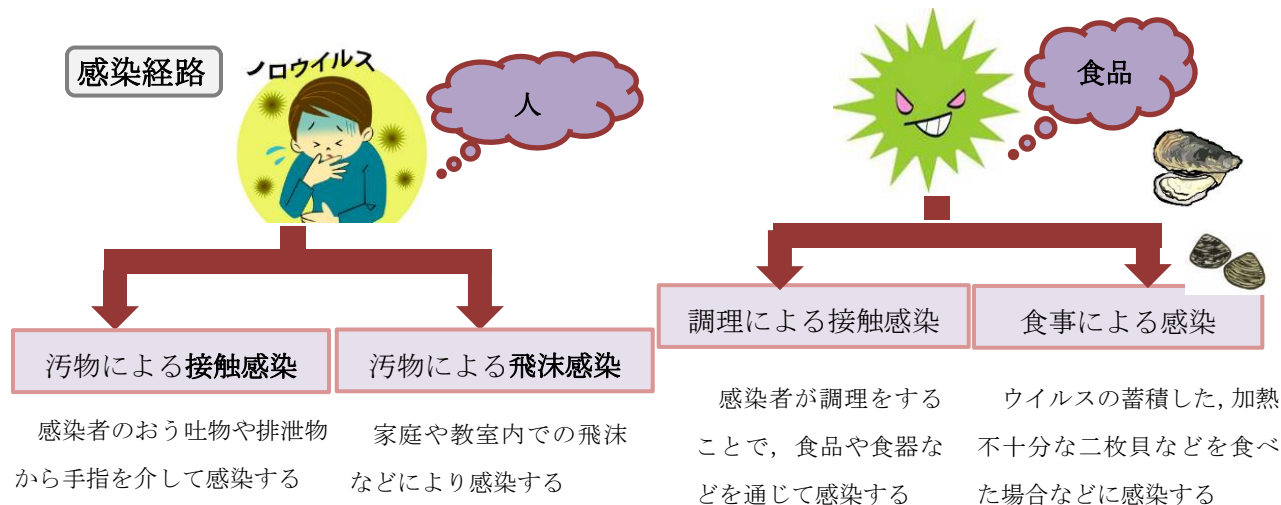 感染経路
ノロウイルス
人
食品
汚物による接触感染
感染者のおう吐物や排泄物
から手指を介して感染する
汚物による飛沫感染
家庭や教室内での飛沫
などにより感染する
調理による接触感染
感染者が調理をする
ことで，食品や食器な
どを通じて感染する
食事による感染
ウイルスの蓄積した,加熱
不十分な二枚貝などを食べ
た場合などに感染する